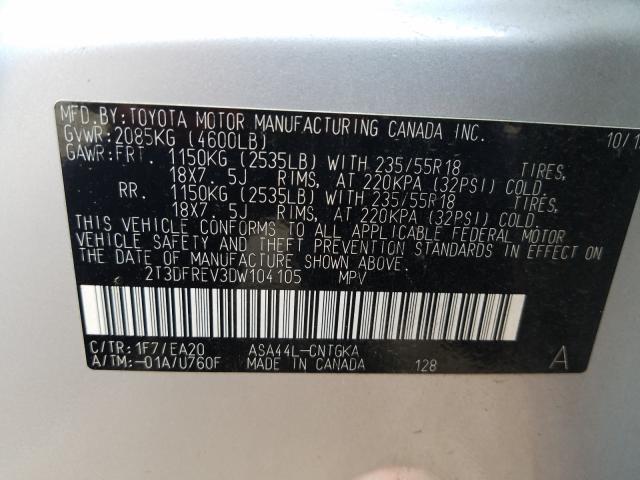 MFD. BY: TOYOTA MOTOR MANUFACTURING CANADA INC. 10/1
GVWR: 2085KG (4600LB)
GAWR: FRT. 1150KG (2535LB) WITH 235/55R18 TIRES,
18X7. 5J RIMS, AT 220KPA (32PSI) COLD.
RR. 1150KG (2535LB) WITH 235/55R18 TIRES,
18X7. 5J RIMS, AT 220KPA (32PSI) COLD.
THIS VEHICLE CONFORMS TO ALL APPLICABLE FEDERAL MOTOR
VEHICLE SAFETY AND THEFT PREVENTION STANDARDS IN EFFECT ON
THE DATE OF MANUFACTURE SHOWN ABOVE.
2T3DFREV3DW104105 MPV
C/TR: 1F7/EA20 ASA44L-CNTGKA A
A/TM: -01A/U760F MADE IN CANADA 128